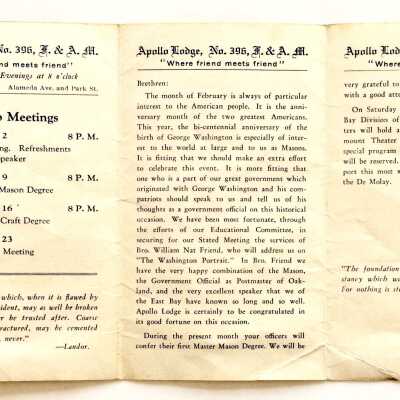 No. 396, F. & A. M.
nd meets friend"
Evenings at 8 o'clock
Alameda Ave. and Park St.
Meetings
2 8 P. M.
ng. Refreshments
peaker
9 8 P. M.
Mason Degree
16 8 P. M.
Craft Degree
23
Meeting
which, when it is flawed by
ident, may as well be broken
r be trusted after. Coarse
ractured, may be cemented
never."
—Landor.
Apollo Lodge, No. 396, F. & A. M.
"Where friend meets friend"
Brethren:
The month of February is always of particular
interest to the American people. It is the anni-
versary month of the two greatest Americans.
This year, the bi-centennial anniversary of the
birth of George Washington is especially of inter-
est to the world at large and to us as Masons.
It is fitting that we should make an extra effort
to celebrate this event. It is more fitting that
one who is a part of our great government which
originated with George Washington and his com-
patriots should speak to us and tell us of his
thoughts as a government official on this historical
occasion. We have been most fortunate, through
the efforts of our Educational Committee, in
securing for our Stated Meeting the services of
Bro. William Nat Friend, who will address us on
"The Washington Portrait." In Bro. Friend we
have the very happy combination of the Mason,
the Government Official as Postmaster of Oak-
land, and the very excellent speaker that we of
the East Bay have known so long and so well.
Apollo Lodge is certainly to be congratulated in
its good fortune on this occasion.
During the present month your officers will
confer their first Master Mason Degree. We will be
Apollo Lodge
"Where
very grateful to
with a good atte
On Saturday
Bay Division of
ters will hold a
mount Theater
special program
will be reserved.
port this most w
the De Molay.
"The foundation
stancy which we
For nothing is st